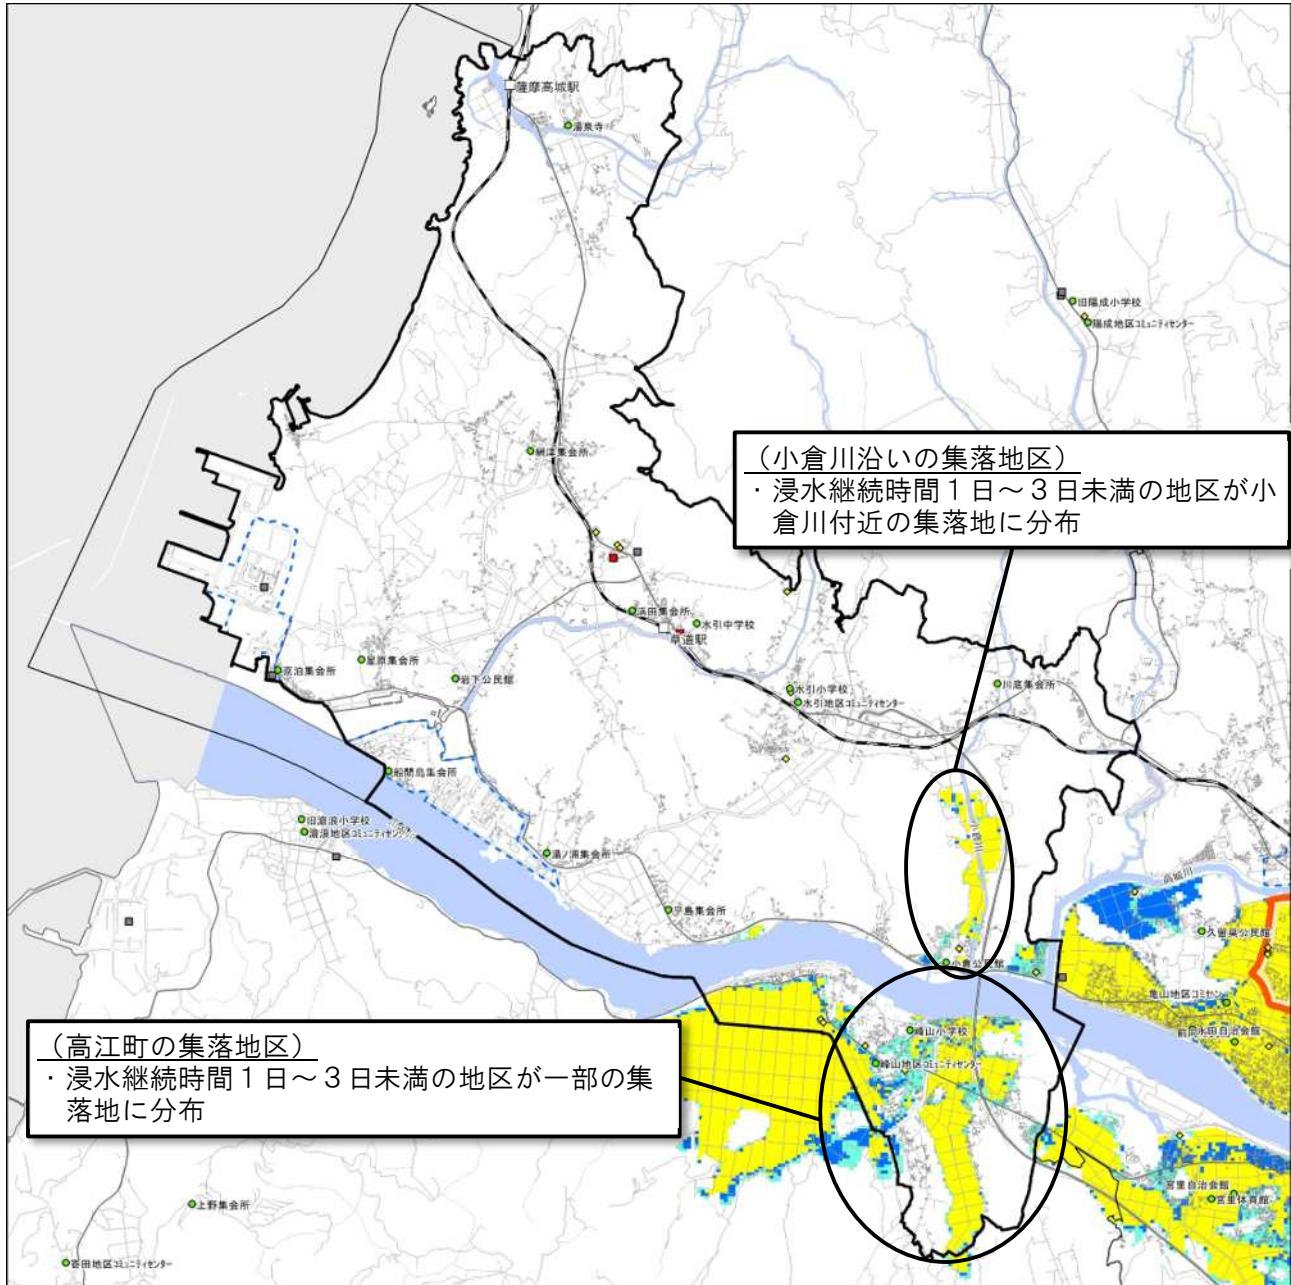 薩摩高城駅
湯泉寺
旧陽成小学校
陽成地区コミュニティセンター
（小倉川沿いの集落地区）
・浸水継続時間１日～３日未満の地区が小
倉川付近の集落地に分布
網津集会所
浜田集会所
水引中学校
草道駅
京泊集会所
星原集会所
岩下公民館
水引小学校
水引地区コミュニティセンター
川底集会所
船間島集会所
旧滄浪小学校
滄浪地区コミュニティセンター
小倉川
湯ノ浦集会所
高城川
久留巣公民館
小倉公民館
亀山地区コミセン
峰山小学校
（高江町の集落地区）
・浸水継続時間１日～３日未満の地区が一部の集
落地に分布
峰山地区コミュニティセンター
宮里自治会館
宮里体育館
上野集会所
寄田地区コミュニティセンター